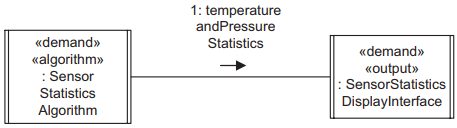 1: temperature
andPressure
Statistics
«demand»
«algorithm»
: Sensor
Statistics
Algorithm
«demand»
«output»
: SensorStatistics
DisplayInterface